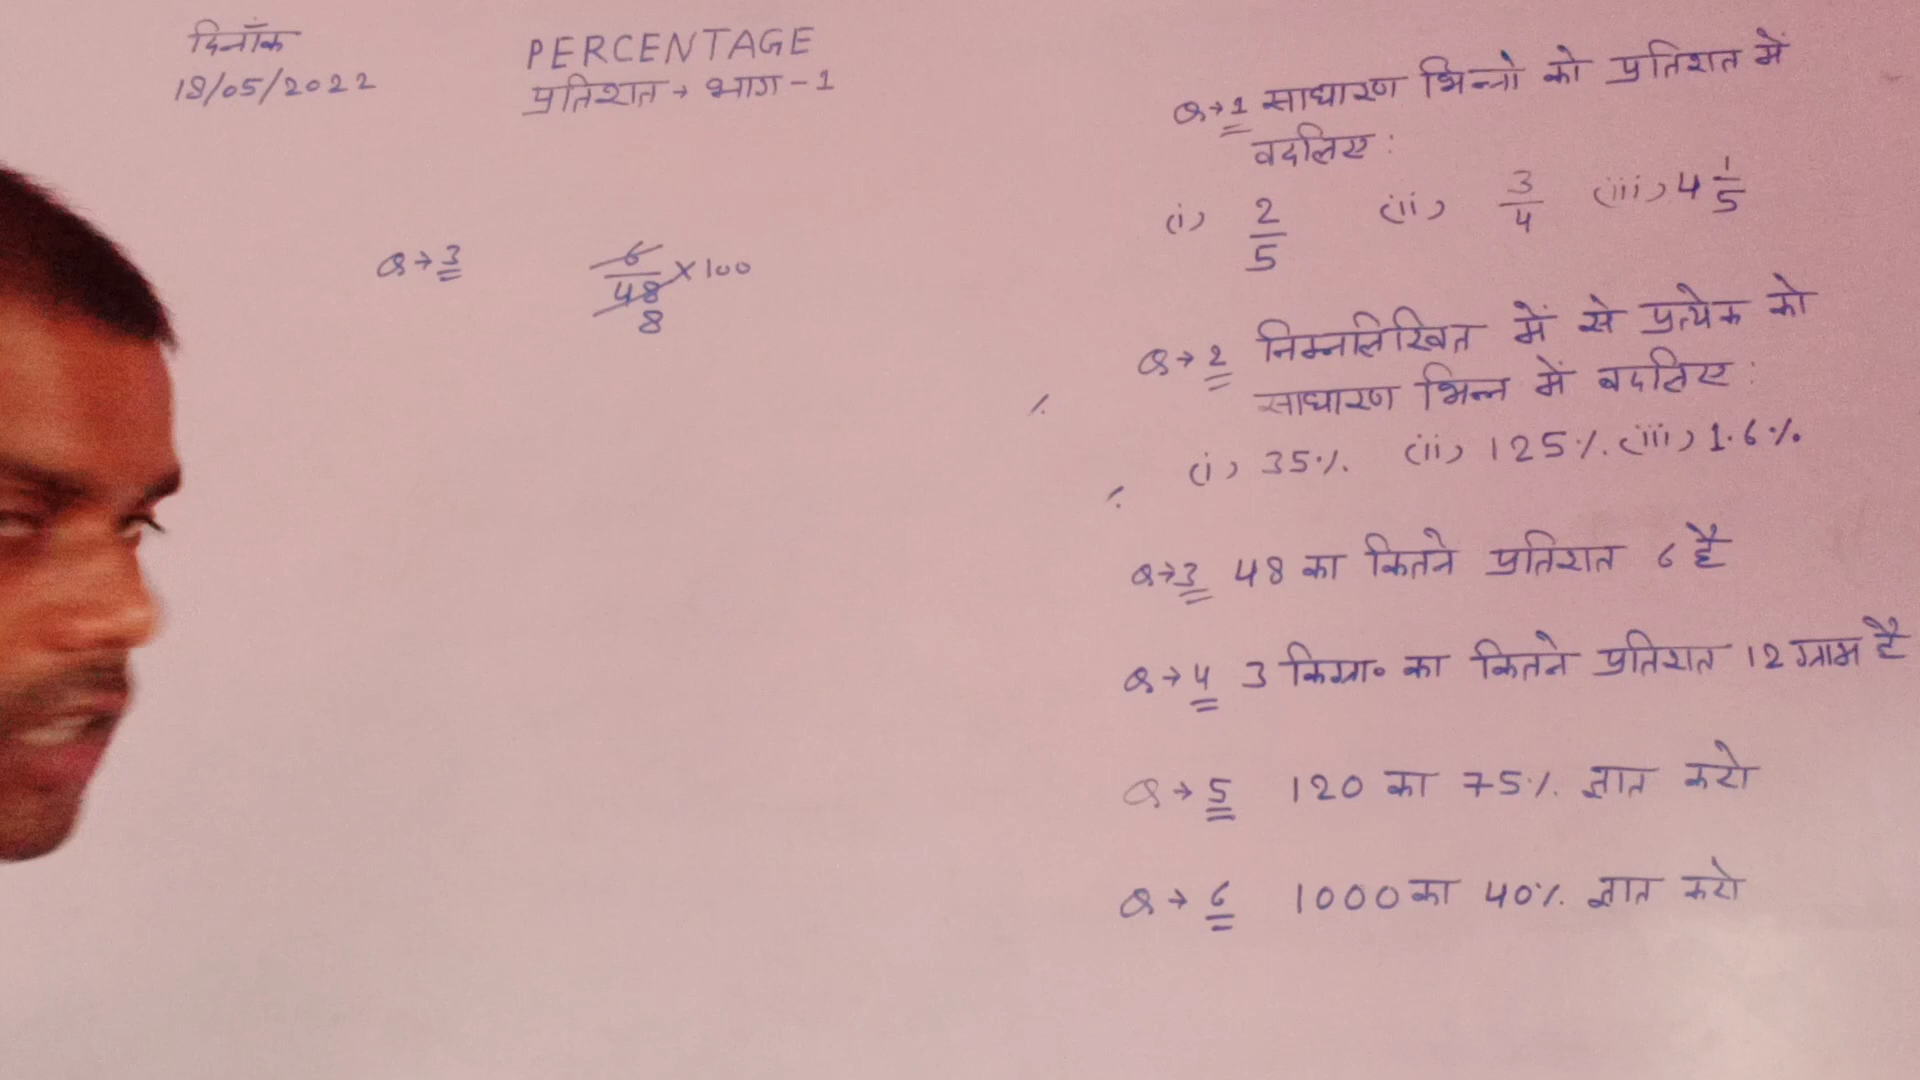 दिनाँक
18/05/2022
PERCENTAGE
प्रतिशत → भाग - 1
Q → 3 6/48 × 100
8
Q → 1 साधारण भिन्नो को प्रतिशत में
बदलिए :
(i) 2/5 (ii) 3/4 (iii) 4 1/5
Q → 2 निम्नलिखित में से प्रत्येक को
साधारण भिन्न में बदलिए :
(i) 35% (ii) 125% (iii) 1.6%
Q → 3 48 का कितने प्रतिशत 6 है
Q → 4 3 किग्रा० का कितने प्रतिशत 12 ग्राम है
Q → 5 120 का 75% ज्ञात करो
Q → 6 1000 का 40% ज्ञात करो